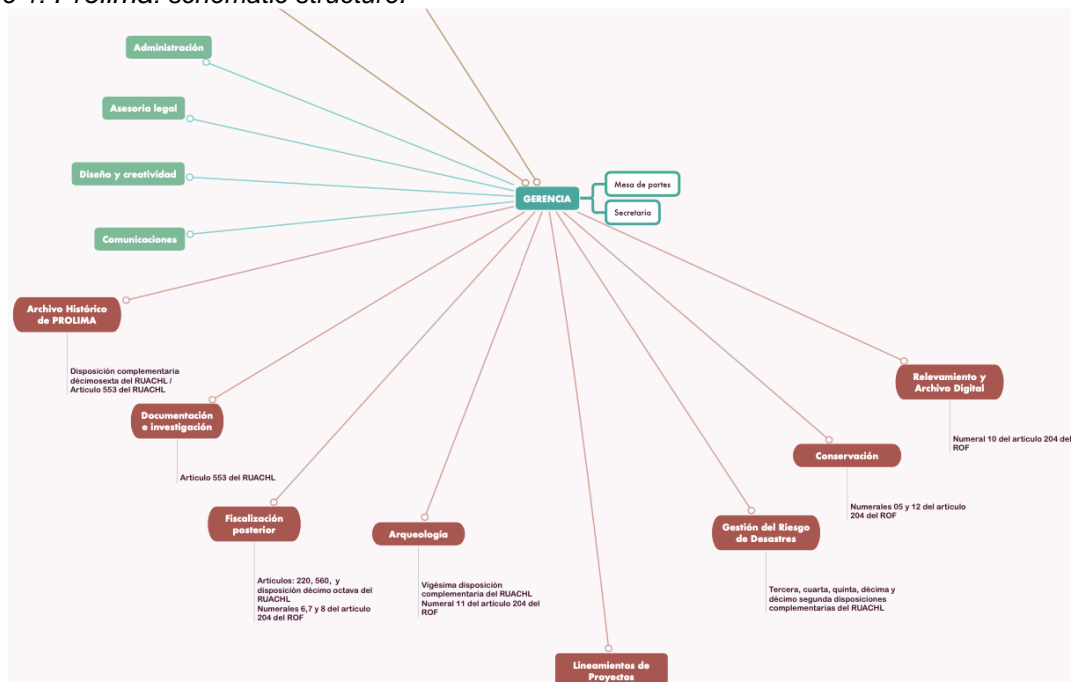 Prolima: schematic structure.
Administración
Asesoria legal
Diseño y creatividad
Comunicaciones
GERENCIA
Mesa de partes
Secretaria
Archivo Histórico
de PROLIMA
Disposición complementaria
décimosexta del RUACHL /
Artículo 553 del RUACHL
Documentación
e investigación
Artículo 553 del RUACHL
Fiscalización
posterior
Artículos: 220, 560, y
disposición décimo octava del
RUACHL
Numerales 6,7 y 8 del artículo
204 del ROF
Arqueología
Vigésima disposición
complementaria del RUACHL
Numeral 11 del artículo 204 del
ROF
Lineamientos de
Proyectos
Gestión del Riesgo
de Desastres
Tercera, cuarta, quinta, décima y
décimo segunda disposiciones
complementarias del RUACHL
Conservación
Numerales 05 y 12 del artículo
204 del ROF
Relevamiento y
Archivo Digital
Numeral 10 del artículo 204 del
ROF